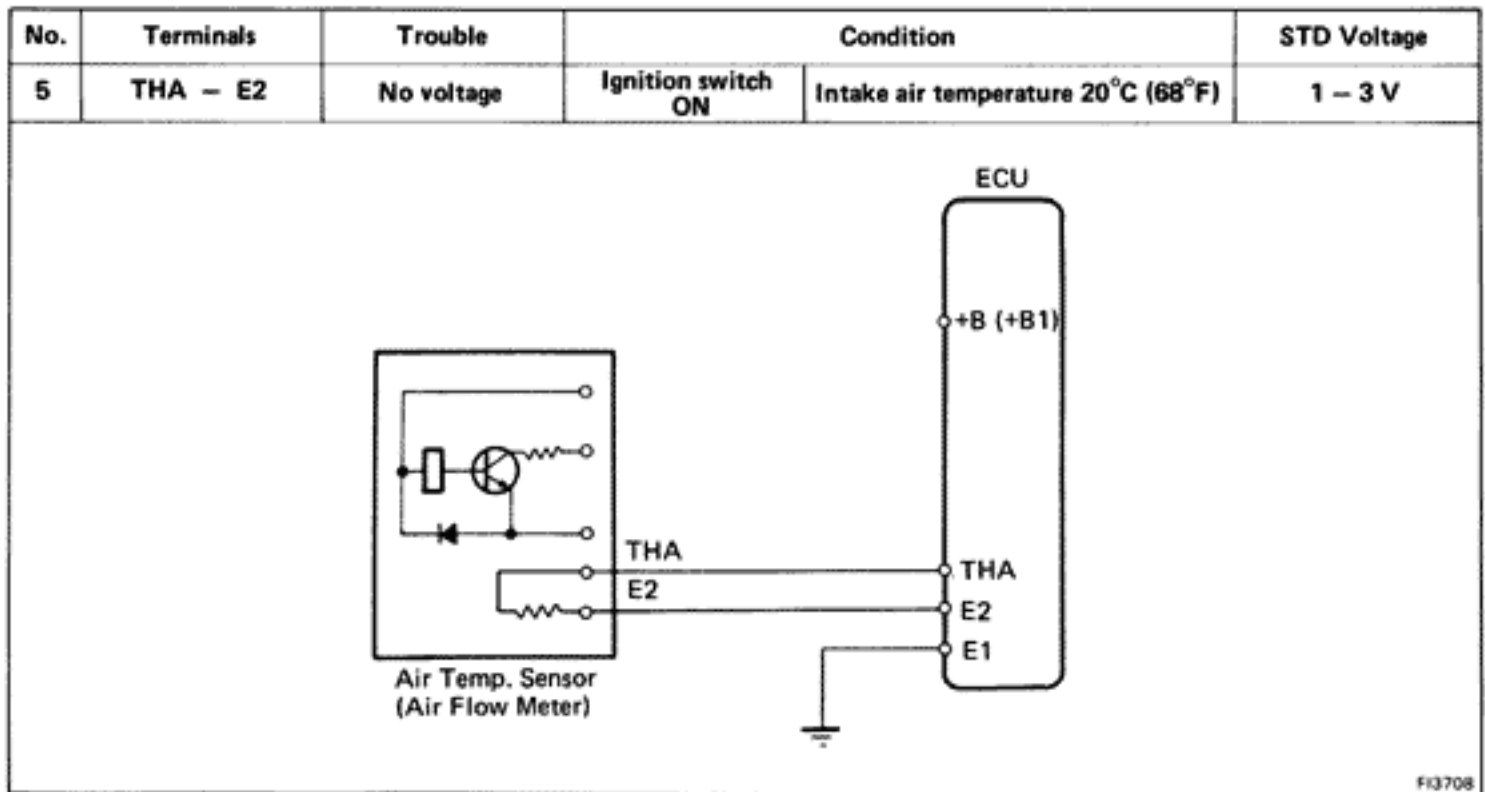 No. Terminals Trouble Condition STD Voltage
5 THA – E2 No voltage Ignition switch ON Intake air temperature 20°C (68°F) 1 – 3 V
ECU
+B (+B1)
THA
E2
THA
E2
E1
Air Temp. Sensor
(Air Flow Meter)
FI3708